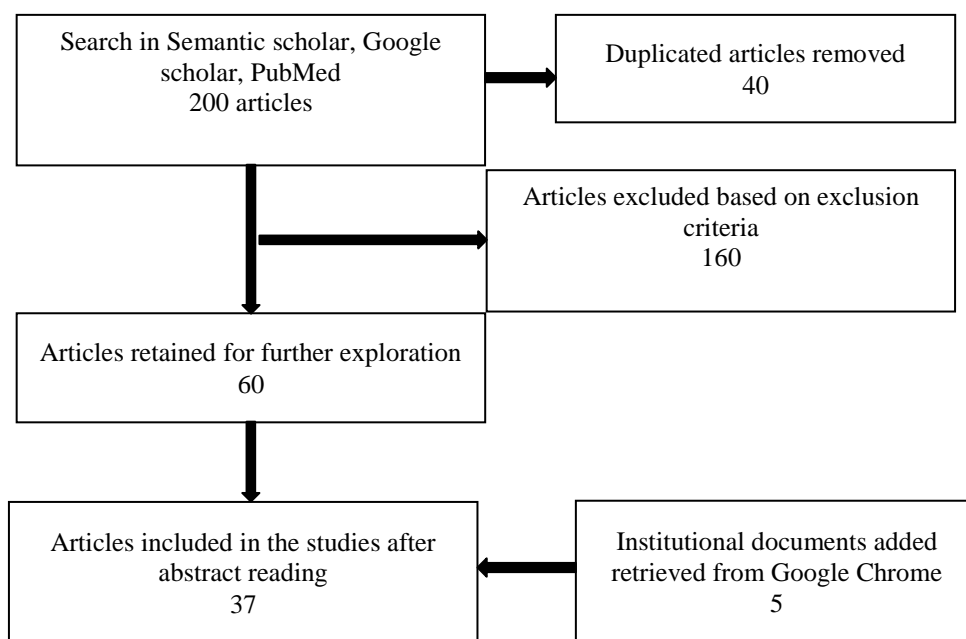 Search in Semantic scholar, Google
scholar, PubMed
200 articles
Duplicated articles removed
40
Articles excluded based on exclusion
criteria
160
Articles retained for further exploration
60
Articles included in the studies after
abstract reading
37
Institutional documents added
retrieved from Google Chrome
5